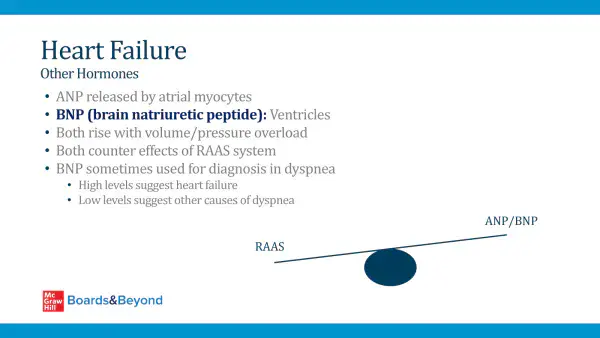 Heart Failure
Other Hormones
• ANP released by atrial myocytes
• BNP (brain natriuretic peptide): Ventricles
• Both rise with volume/pressure overload
• Both counter effects of RAAS system
• BNP sometimes used for diagnosis in dyspnea
• High levels suggest heart failure
• Low levels suggest other causes of dyspnea
ANP/BNP
RAAS
Mc
Graw
Hill
Boards&Beyond